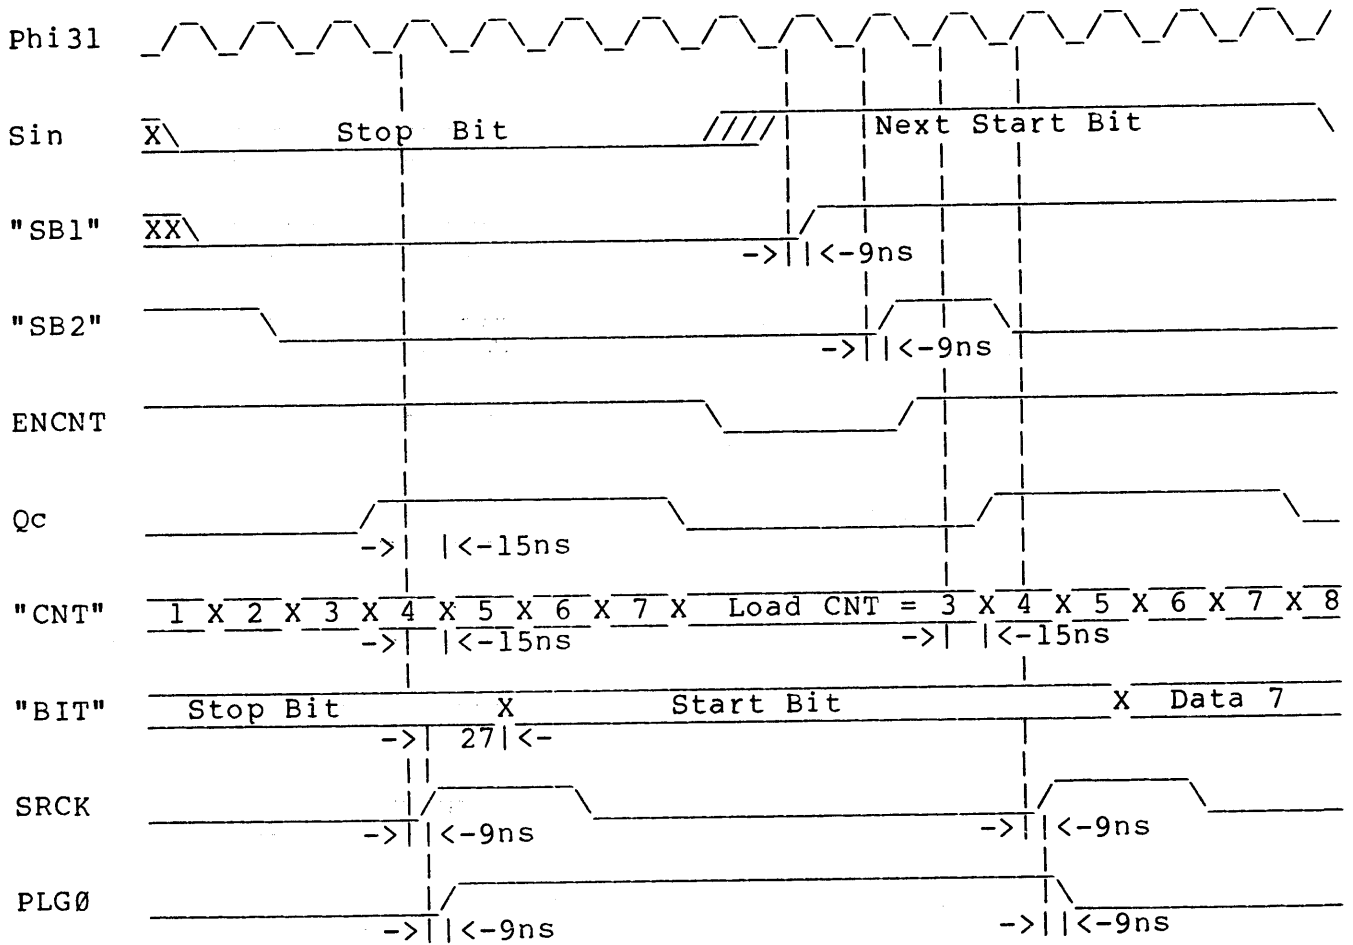 Phi31
Sin X\ Stop Bit //// Next Start Bit \
"SB1" XX\
->| |<-9ns
"SB2"
->| |<-9ns
ENCNT
Qc
->| |<-15ns
"CNT" 1 X 2 X 3 X 4 X 5 X 6 X 7 X Load CNT = 3 X 4 X 5 X 6 X 7 X 8
->| |<-15ns ->| |<-15ns
"BIT" Stop Bit X Start Bit X Data 7
->| 27|<-
SRCK
->| |<-9ns ->| |<-9ns
PLGØ
->| |<-9ns ->| |<-9ns